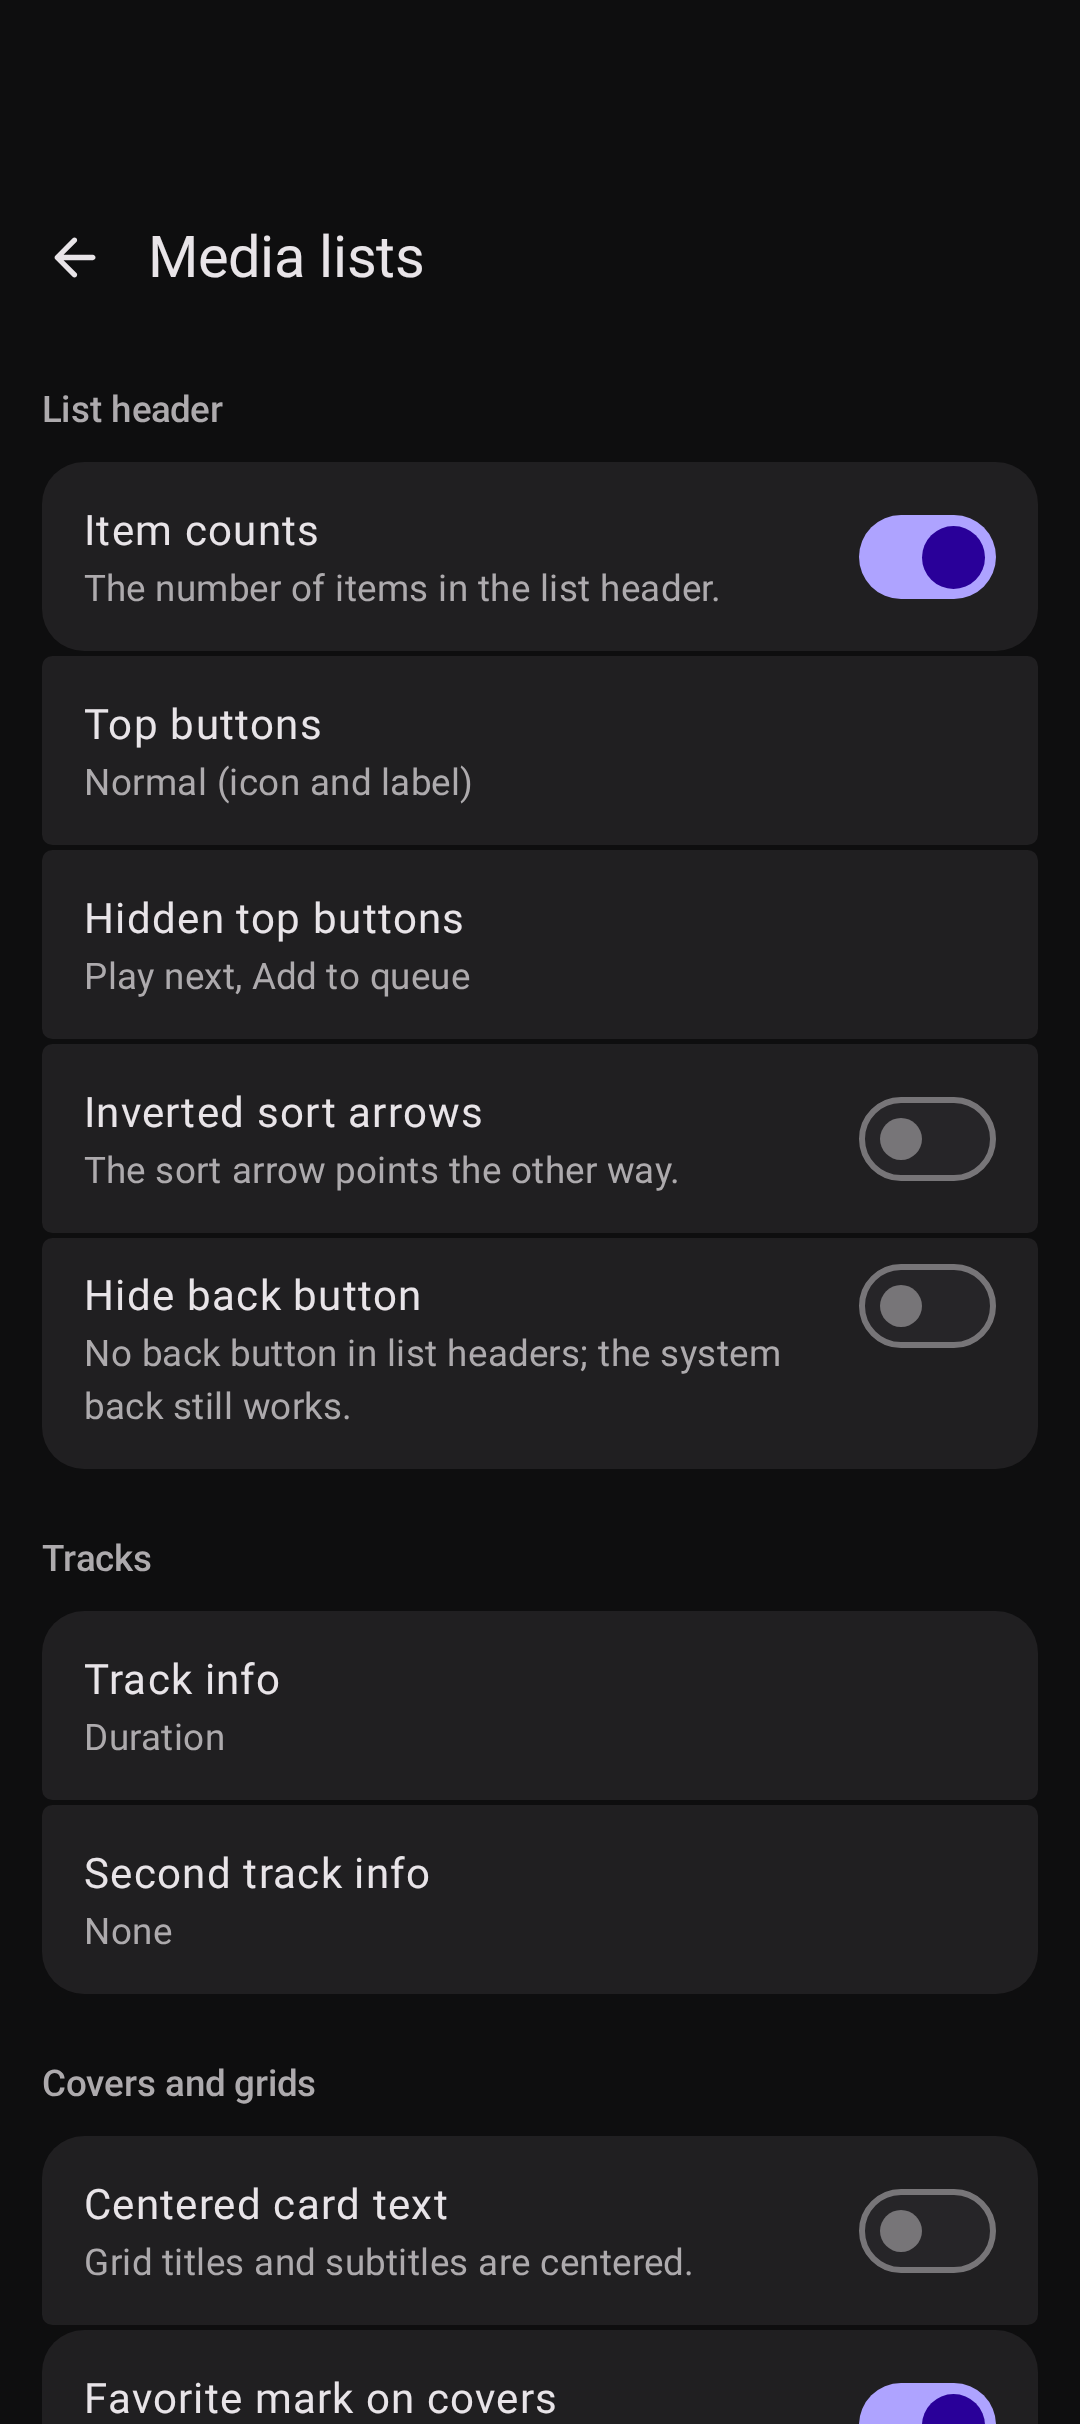 Media lists
List header
Item counts
The number of items in the list header.
Top buttons
Normal (icon and label)
Hidden top buttons
Play next, Add to queue
Inverted sort arrows
The sort arrow points the other way.
Hide back button
No back button in list headers; the system
back still works.
Tracks
Track info
Duration
Second track info
None
Covers and grids
Centered card text
Grid titles and subtitles are centered.
Favorite mark on covers